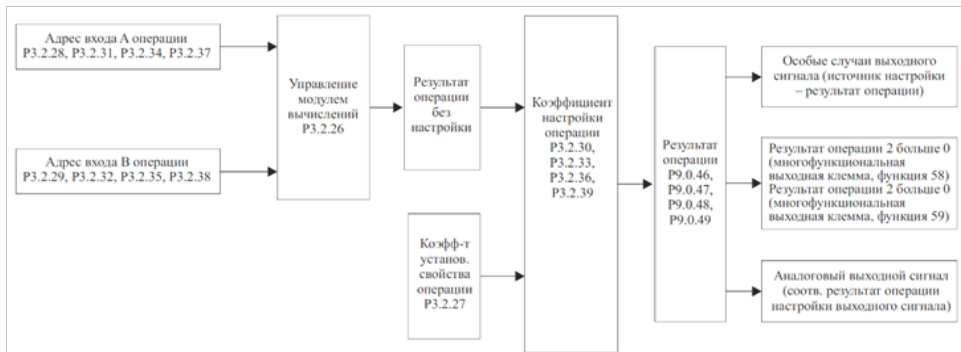 Адрес входа А операции
P3.2.28, P3.2.31, P3.2.34, P3.2.37
Адрес входа В операции
P3.2.29, P3.2.32, P3.2.35, P3.2.38
Управление
модулем
вычислений
P3.2.26
Результат
операции
без
настройки
Коэфф-т
установ.
свойства
операции
P3.2.27
Коэффициент
настройки
операции
P3.2.30,
P3.2.33,
P3.2.36,
P3.2.39
Результат
операции
P9.0.46,
P9.0.47,
P9.0.48,
P9.0.49
Особые случаи выходного
сигнала (источник настройки
– результат операции)
Результат операции 2 больше 0
(многофункциональная
выходная клемма, функция 58)
Результат операции 2 больше 0
(многофункциональная
выходная клемма, функция 59)
Аналоговый выходной сигнал
(соотв. результат операции
настройки выходного сигнала)